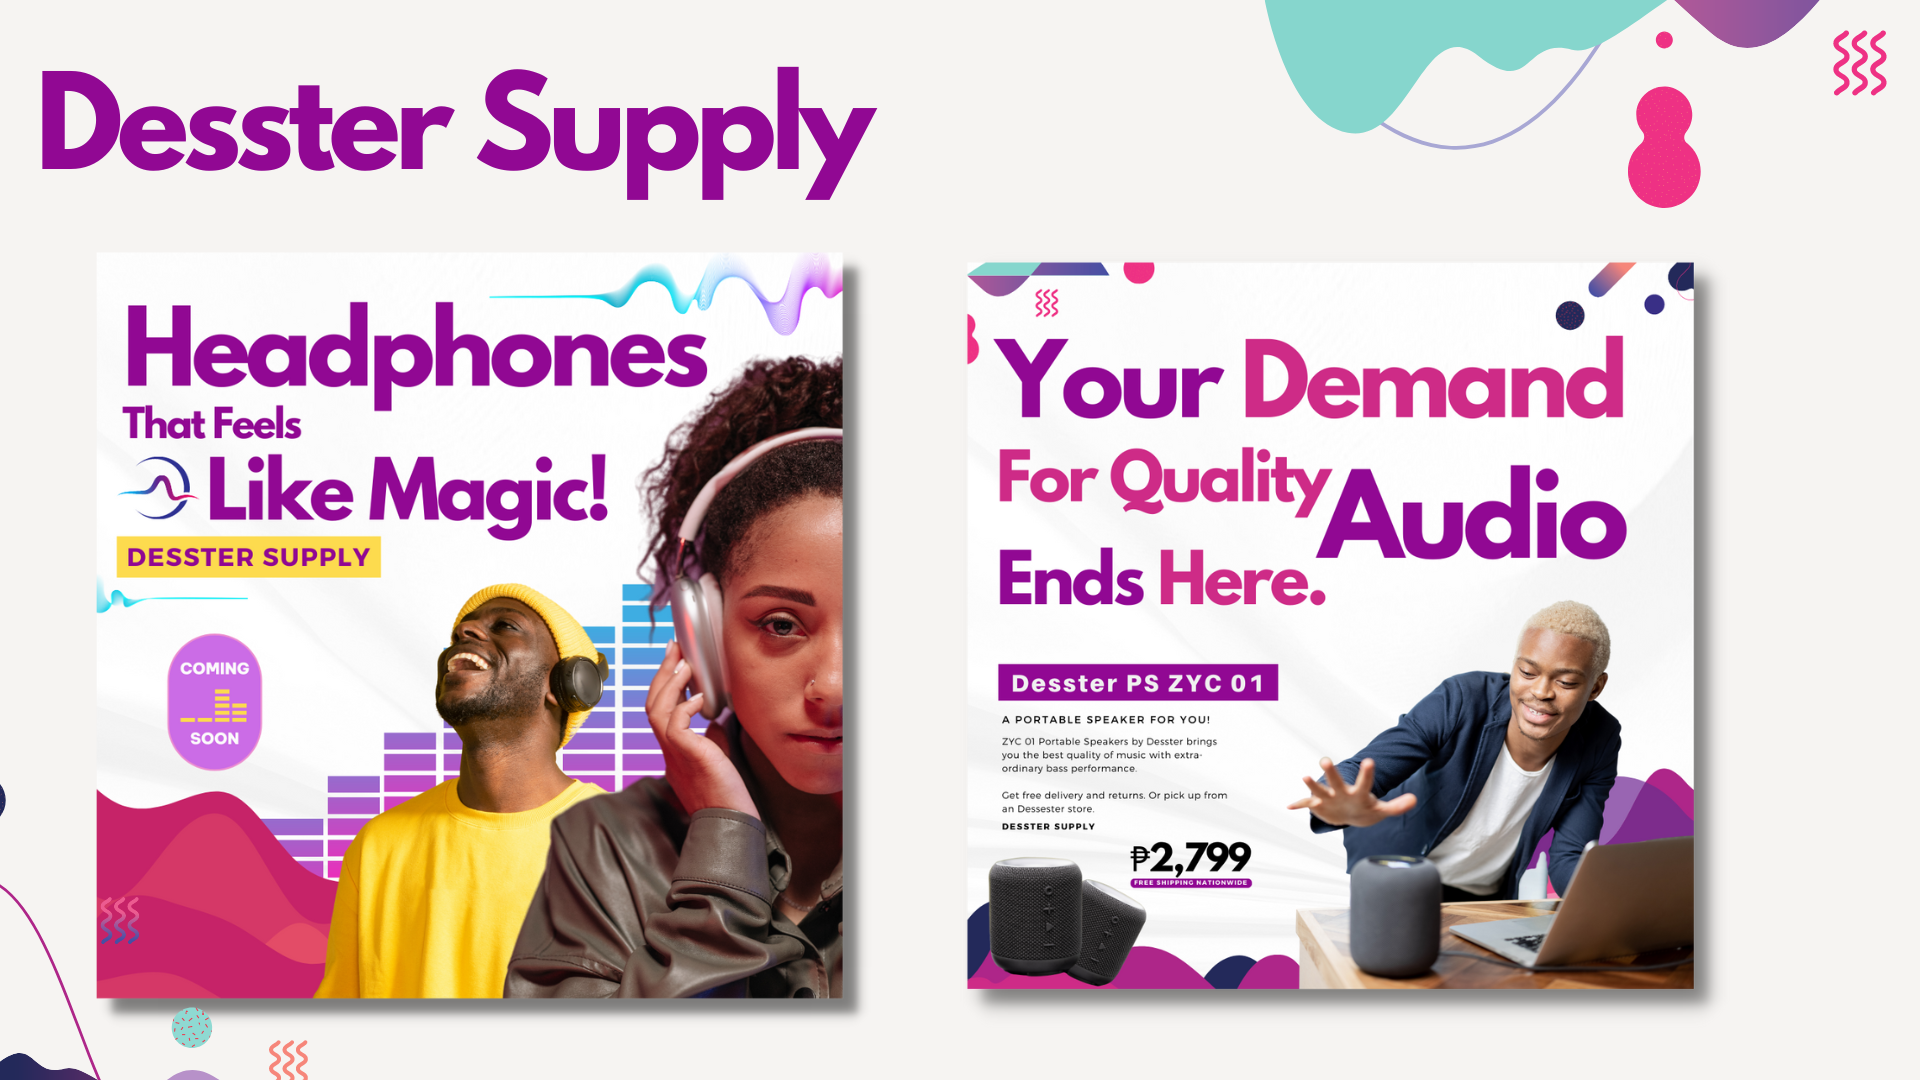 Desster Supply
Headphones
That Feels
Like Magic!
DESSTER SUPPLY
COMING
SOON
Your Demand
For Quality
Audio
Ends Here.
Desster PS ZYC 01
A PORTABLE SPEAKER FOR YOU!
ZYC 01 Portable Speakers by Desster brings
you the best quality of music with extra-
ordinary bass performance.
Get free delivery and returns. Or pick up from
an Dessester store.
DESSTER SUPPLY
₱2,799
FREE SHIPPING NATIONWIDE